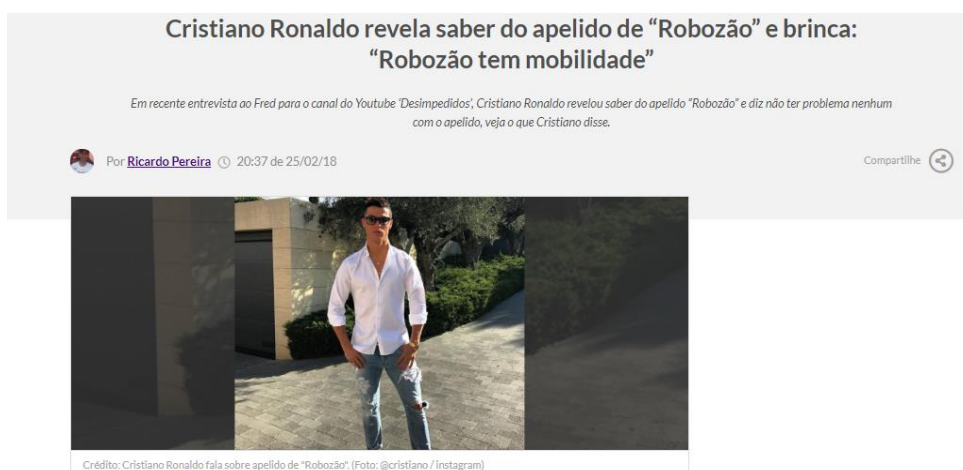 Cristiano Ronaldo revela saber do apelido de “Robozão” e brinca:
“Robozão tem mobilidade”
Em recente entrevista ao Fred para o canal do Youtube 'Desimpedidos', Cristiano Ronaldo revelou saber do apelido "Robozão" e diz não ter problema nenhum
com o apelido, veja o que Cristiano disse.
Por Ricardo Pereira 20:37 de 25/02/18
Compartilhe
Crédito: Cristiano Ronaldo fala sobre apelido de "Robozão". (Foto: @cristiano / instagram)